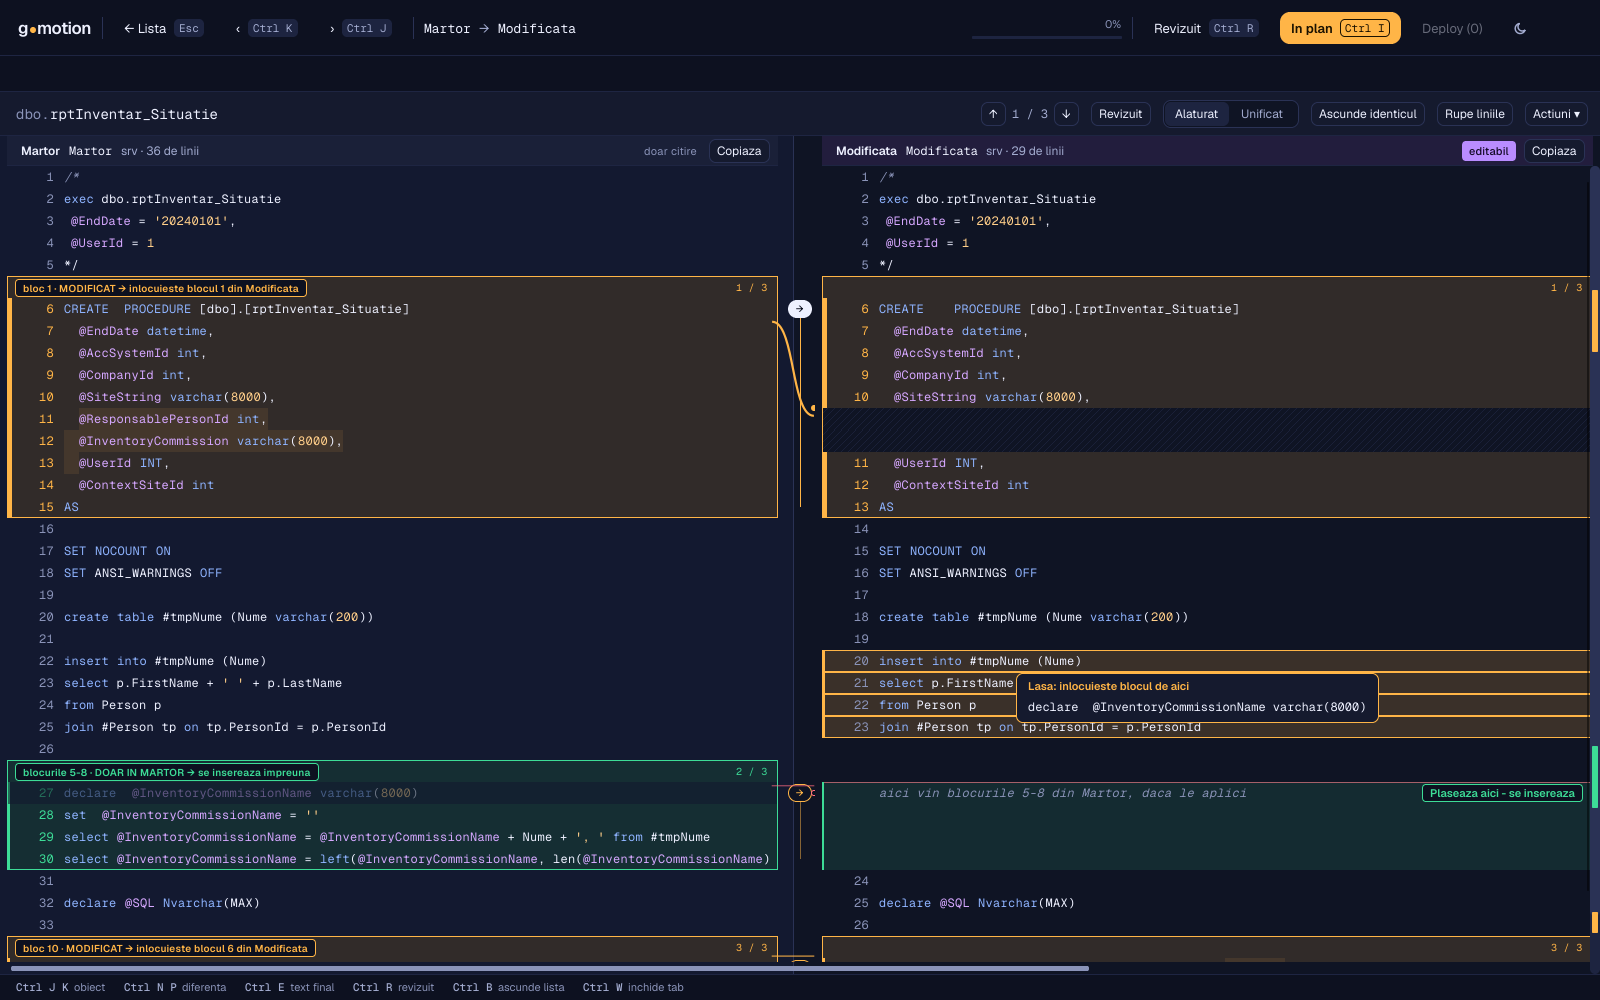 g•motion
← Lista Esc ‹ Ctrl K › Ctrl J Martor → Modificata 0% Revizuit Ctrl R In plan Ctrl I Deploy (0)
dbo.rptInventar_Situatie ↑ 1 / 3 ↓ Revizuit Alaturat Unificat Ascunde identicul Rupe liniile Actiuni ▾
Martor Martor srv · 36 de linii doar citire Copiaza
1 /*
2 exec dbo.rptInventar_Situatie
3 @EndDate = '20240101',
4 @UserId = 1
5 */
bloc 1 · MODIFICAT → inlocuieste blocul 1 din Modificata 1 / 3
6 CREATE  PROCEDURE [dbo].[rptInventar_Situatie]
7 @EndDate datetime,
8 @AccSystemId int,
9 @CompanyId int,
10 @SiteString varchar(8000),
11 @ResponsablePersonId int,
12 @InventoryCommission varchar(8000),
13 @UserId INT,
14 @ContextSiteId int
15 AS
16
17 SET NOCOUNT ON
18 SET ANSI_WARNINGS OFF
19
20 create table #tmpNume (Nume varchar(200))
21
22 insert into #tmpNume (Nume)
23 select p.FirstName + ' ' + p.LastName
24 from Person p
25 join #Person tp on tp.PersonId = p.PersonId
26
blocurile 5-8 · DOAR IN MARTOR → se insereaza impreuna 2 / 3
27 declare  @InventoryCommissionName varchar(8000)
28 set  @InventoryCommissionName = ''
29 select @InventoryCommissionName = @InventoryCommissionName + Nume + ', ' from #tmpNume
30 select @InventoryCommissionName = left(@InventoryCommissionName, len(@InventoryCommissionName)
31
32 declare @SQL Nvarchar(MAX)
33
bloc 10 · MODIFICAT → inlocuieste blocul 6 din Modificata 3 / 3
→
→
Modificata Modificata srv · 29 de linii editabil Copiaza
1 /*
2 exec dbo.rptInventar_Situatie
3 @EndDate = '20240101',
4 @UserId = 1
5 */
1 / 3
6 CREATE    PROCEDURE [dbo].[rptInventar_Situatie]
7 @EndDate datetime,
8 @AccSystemId int,
9 @CompanyId int,
10 @SiteString varchar(8000),
11 @UserId INT,
12 @ContextSiteId int
13 AS
14
15 SET NOCOUNT ON
16 SET ANSI_WARNINGS OFF
17
18 create table #tmpNume (Nume varchar(200))
19
20 insert into #tmpNume (Nume)
21 select p.FirstName
Lasa: inlocuieste blocul de aici
declare  @InventoryCommissionName varchar(8000)
22 from Person p
23 join #Person tp on tp.PersonId = p.PersonId
aici vin blocurile 5-8 din Martor, daca le aplici Plaseaza aici - se insereaza
24
25 declare @SQL Nvarchar(MAX)
26
3 / 3
Ctrl J K obiect Ctrl N P diferenta Ctrl E text final Ctrl R revizuit Ctrl B ascunde lista Ctrl W inchide tab